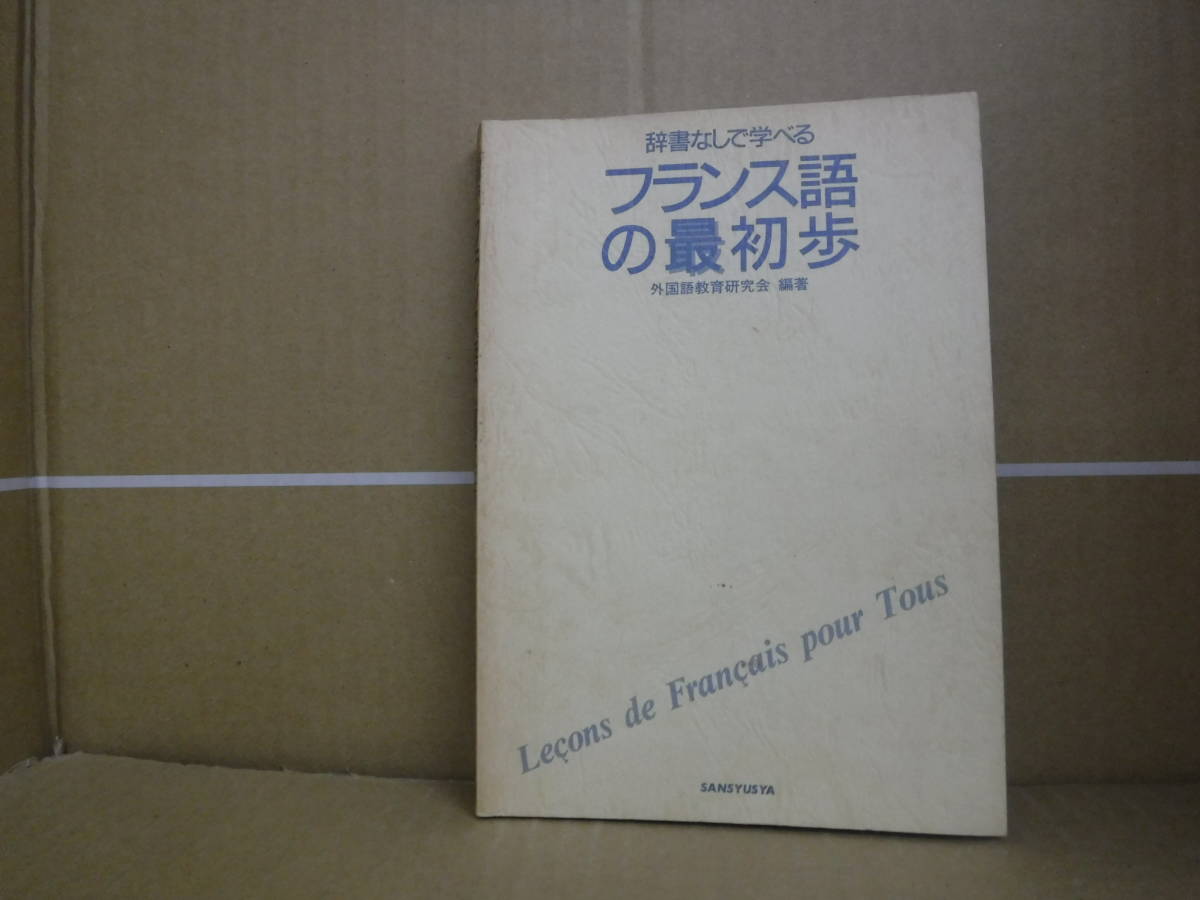 辞書なしで学べる
フランス語
の最初歩
外国語教育研究会 編著
Leçons de Français pour Tous
SANSYUSYA